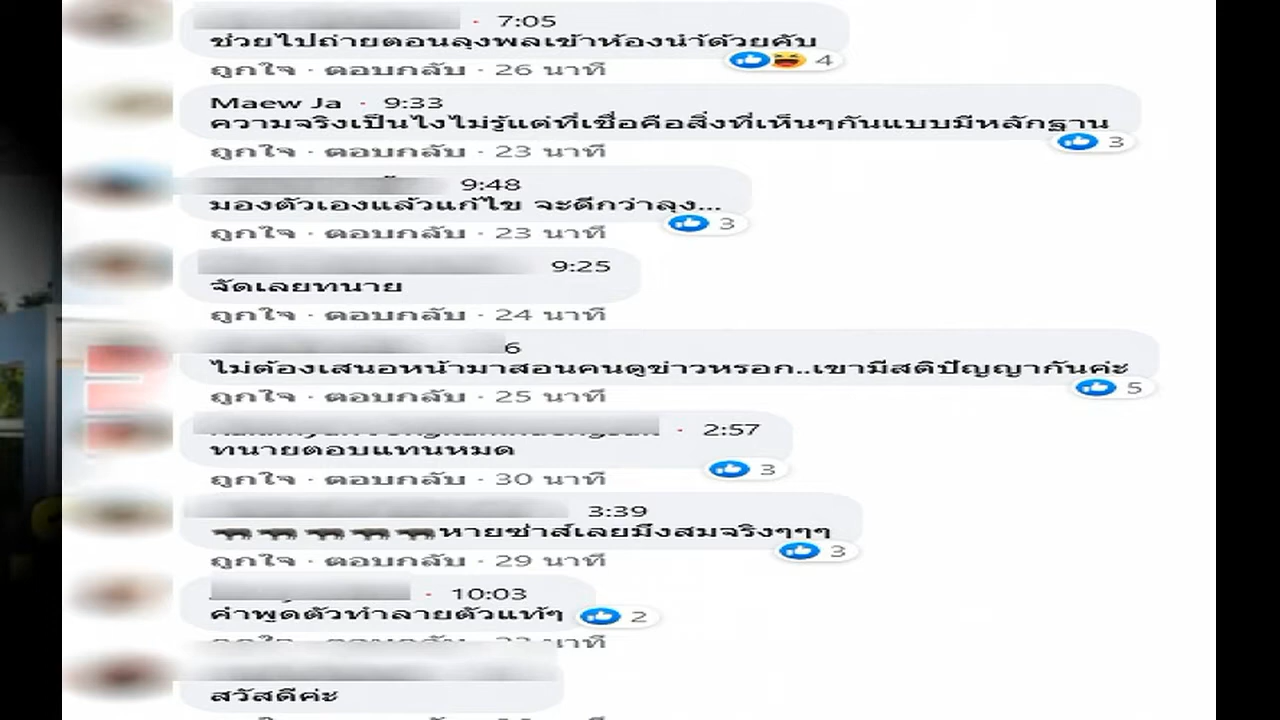 7:05
ช่วยไปถ่ายตอนลุงพลเข้าห้องนำ้ด้วยคับ
ถูกใจ · ตอบกลับ · 26 นาที
4
Maew Ja · 9:33
ความจริงเป็นไงไม่รู้แต่ที่เชื่อคือสิ่งที่เห็นๆกันแบบมีหลักฐาน
ถูกใจ · ตอบกลับ · 23 นาที
3
9:48
มองตัวเองแล้วแก้ไข จะดีกว่าลุง...
ถูกใจ · ตอบกลับ · 23 นาที
3
9:25
จัดเลยทนาย
ถูกใจ · ตอบกลับ · 24 นาที
6
ไม่ต้องเสนอหน้ามาสอนคนดูข่าวหรอก..เขามีสติปัญญากันค่ะ
ถูกใจ · ตอบกลับ · 25 นาที
5
2:57
ทนายตอบแทนหมด
ถูกใจ · ตอบกลับ · 30 นาที
3
3:39
หายซ่าส์เลยมึงสมจริงๆๆๆ
ถูกใจ · ตอบกลับ · 29 นาที
3
10:03
คำพูดตัวทำลายตัวแท้ๆ
2
สวัสดีค่ะ